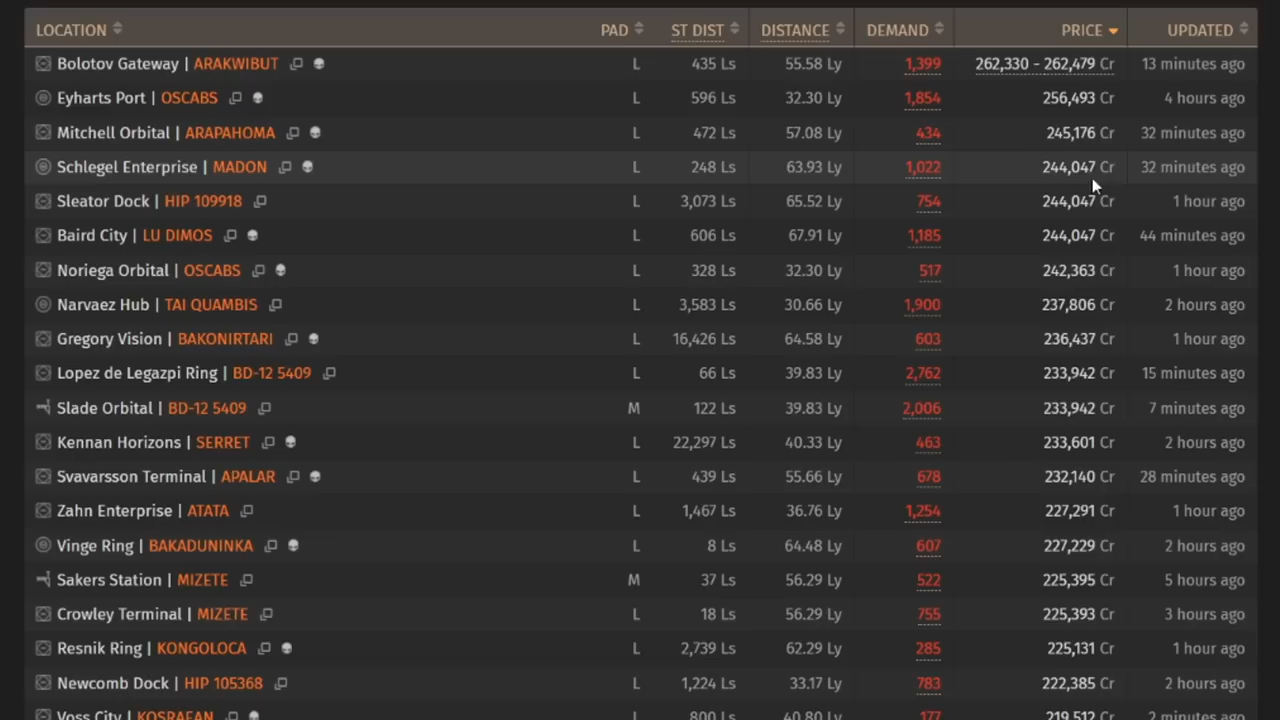 LOCATION PAD ST DIST DISTANCE DEMAND PRICE UPDATED
Bolotov Gateway | ARAKWIBUT L 435 Ls 55.58 Ly 1,399 262,330 - 262,479 Cr 13 minutes ago
Eyharts Port | OSCABS L 596 Ls 32.30 Ly 1,854 256,493 Cr 4 hours ago
Mitchell Orbital | ARAPAHOMA L 472 Ls 57.08 Ly 434 245,176 Cr 32 minutes ago
Schlegel Enterprise | MADON L 248 Ls 63.93 Ly 1,022 244,047 Cr 32 minutes ago
Sleator Dock | HIP 109918 L 3,073 Ls 65.52 Ly 754 244,047 Cr 1 hour ago
Baird City | LU DIMOS L 606 Ls 67.91 Ly 1,185 244,047 Cr 44 minutes ago
Noriega Orbital | OSCABS L 328 Ls 32.30 Ly 517 242,363 Cr 1 hour ago
Narvaez Hub | TAI QUAMBIS L 3,583 Ls 30.66 Ly 1,900 237,806 Cr 2 hours ago
Gregory Vision | BAKONIRTARI L 16,426 Ls 64.58 Ly 603 236,437 Cr 1 hour ago
Lopez de Legazpi Ring | BD-12 5409 L 66 Ls 39.83 Ly 2,762 233,942 Cr 15 minutes ago
Slade Orbital | BD-12 5409 M 122 Ls 39.83 Ly 2,006 233,942 Cr 7 minutes ago
Kennan Horizons | SERRET L 22,297 Ls 40.33 Ly 463 233,601 Cr 2 hours ago
Svavarsson Terminal | APALAR L 439 Ls 55.66 Ly 678 232,140 Cr 28 minutes ago
Zahn Enterprise | ATATA L 1,467 Ls 36.76 Ly 1,254 227,291 Cr 1 hour ago
Vinge Ring | BAKADUNINKA L 8 Ls 64.48 Ly 607 227,229 Cr 2 hours ago
Sakers Station | MIZETE M 37 Ls 56.29 Ly 522 225,395 Cr 5 hours ago
Crowley Terminal | MIZETE L 18 Ls 56.29 Ly 755 225,393 Cr 3 hours ago
Resnik Ring | KONGOLOCA L 2,739 Ls 62.29 Ly 285 225,131 Cr 1 hour ago
Newcomb Dock | HIP 105368 L 1,224 Ls 33.17 Ly 783 222,385 Cr 2 hours ago
Voss City | KOSRAFAN L 800 Ls 40.80 Ly 177 219,512 Cr 2 minutes ago